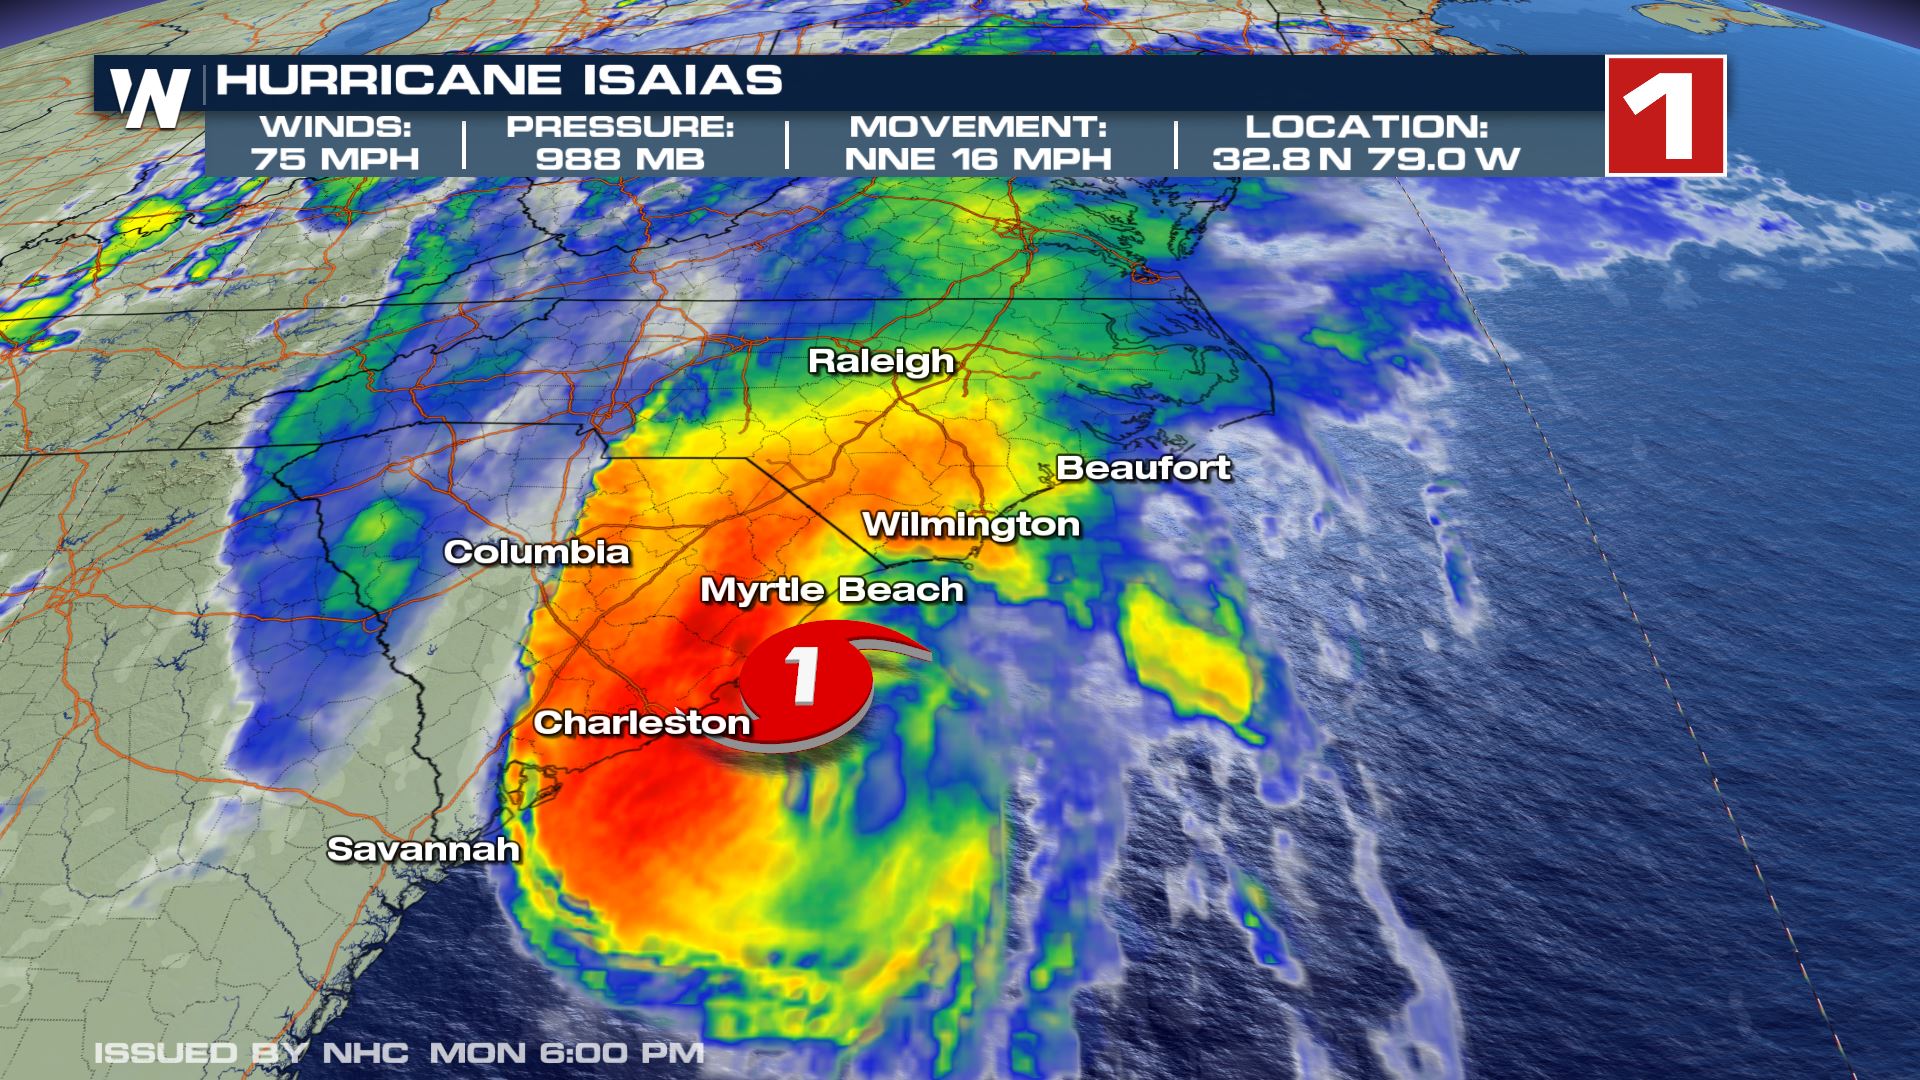 W HURRICANE ISAIAS
1
WINDS: PRESSURE: MOVEMENT: LOCATION:
75 MPH 988 MB NNE 16 MPH 32.8 N 79.0 W
Raleigh
Beaufort
Wilmington
Columbia
Myrtle Beach
1
Charleston
Savannah
ISSUED BY NHC MON 6:00 PM